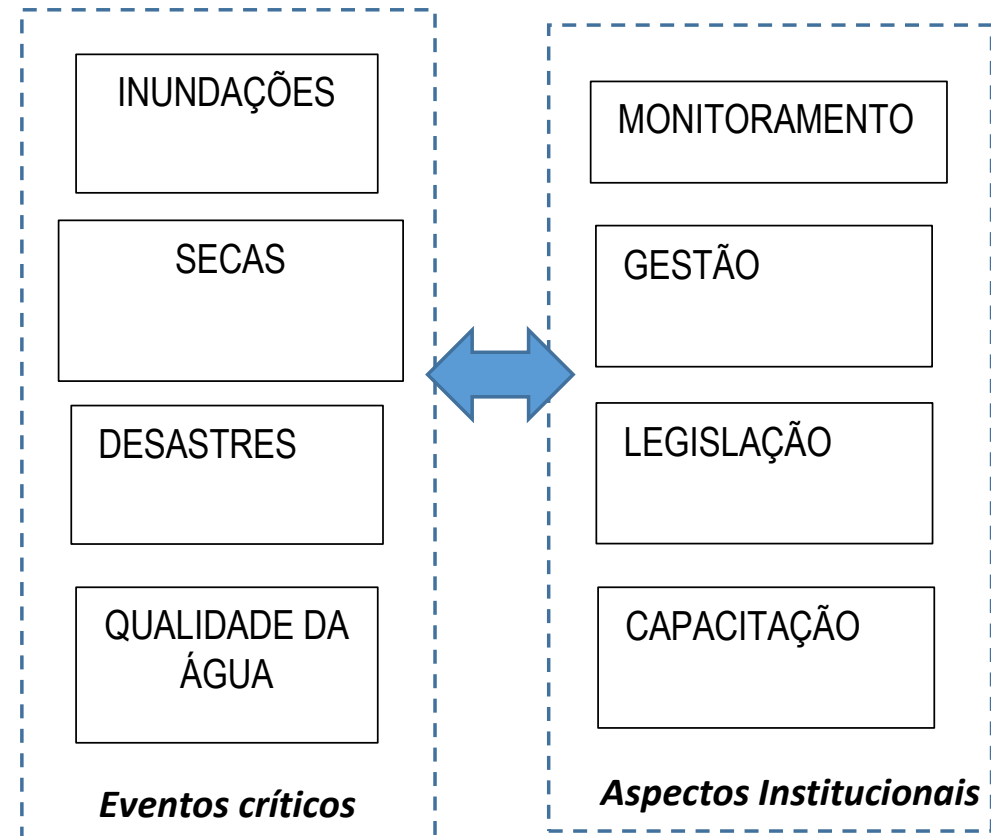 INUNDAÇÕES
SECAS
DESASTRES
QUALIDADE DA
ÁGUA
Eventos críticos
MONITORAMENTO
GESTÃO
LEGISLAÇÃO
CAPACITAÇÃO
Aspectos Institucionais